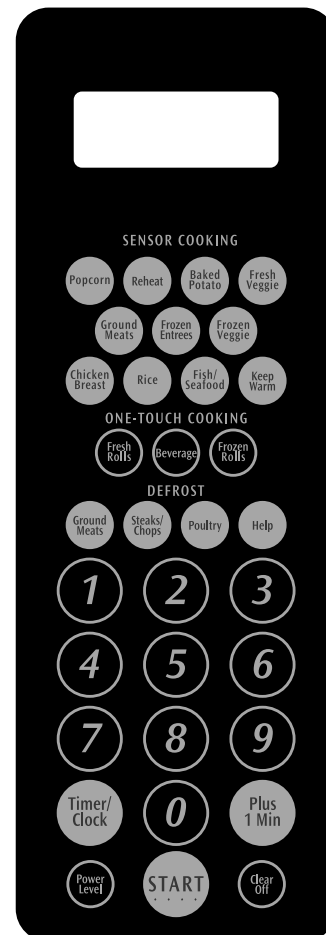 SENSOR COOKING
Popcorn
Reheat
Baked
Potato
Fresh
Veggie
Ground
Meats
Frozen
Entrees
Frozen
Veggie
Chicken
Breast
Rice
Fish/
Seafood
Keep
Warm
ONE-TOUCH COOKING
Fresh
Rolls
Beverage
Frozen
Rolls
DEFROST
Ground
Meats
Steaks/
Chops
Poultry
Help
1
2
3
4
5
6
7
8
9
Timer/
Clock
0
Plus
1 Min
Power
Level
START
. . . .
Clear
Off